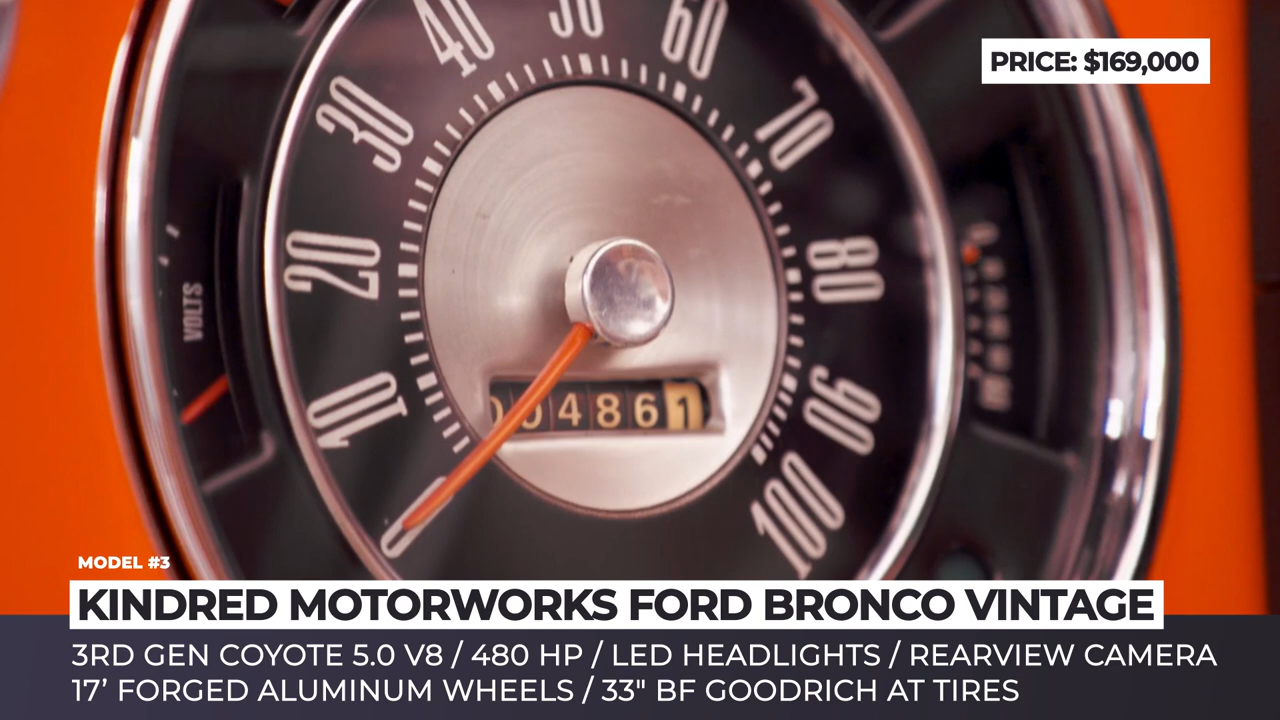 PRICE: $169,000
40
50
60
30
70
20
80
VOLTS
10
90
004861
0
100
MODEL #3
KINDRED MOTORWORKS FORD BRONCO VINTAGE
3RD GEN COYOTE 5.0 V8 / 480 HP / LED HEADLIGHTS / REARVIEW CAMERA
17’ FORGED ALUMINUM WHEELS / 33" BF GOODRICH AT TIRES